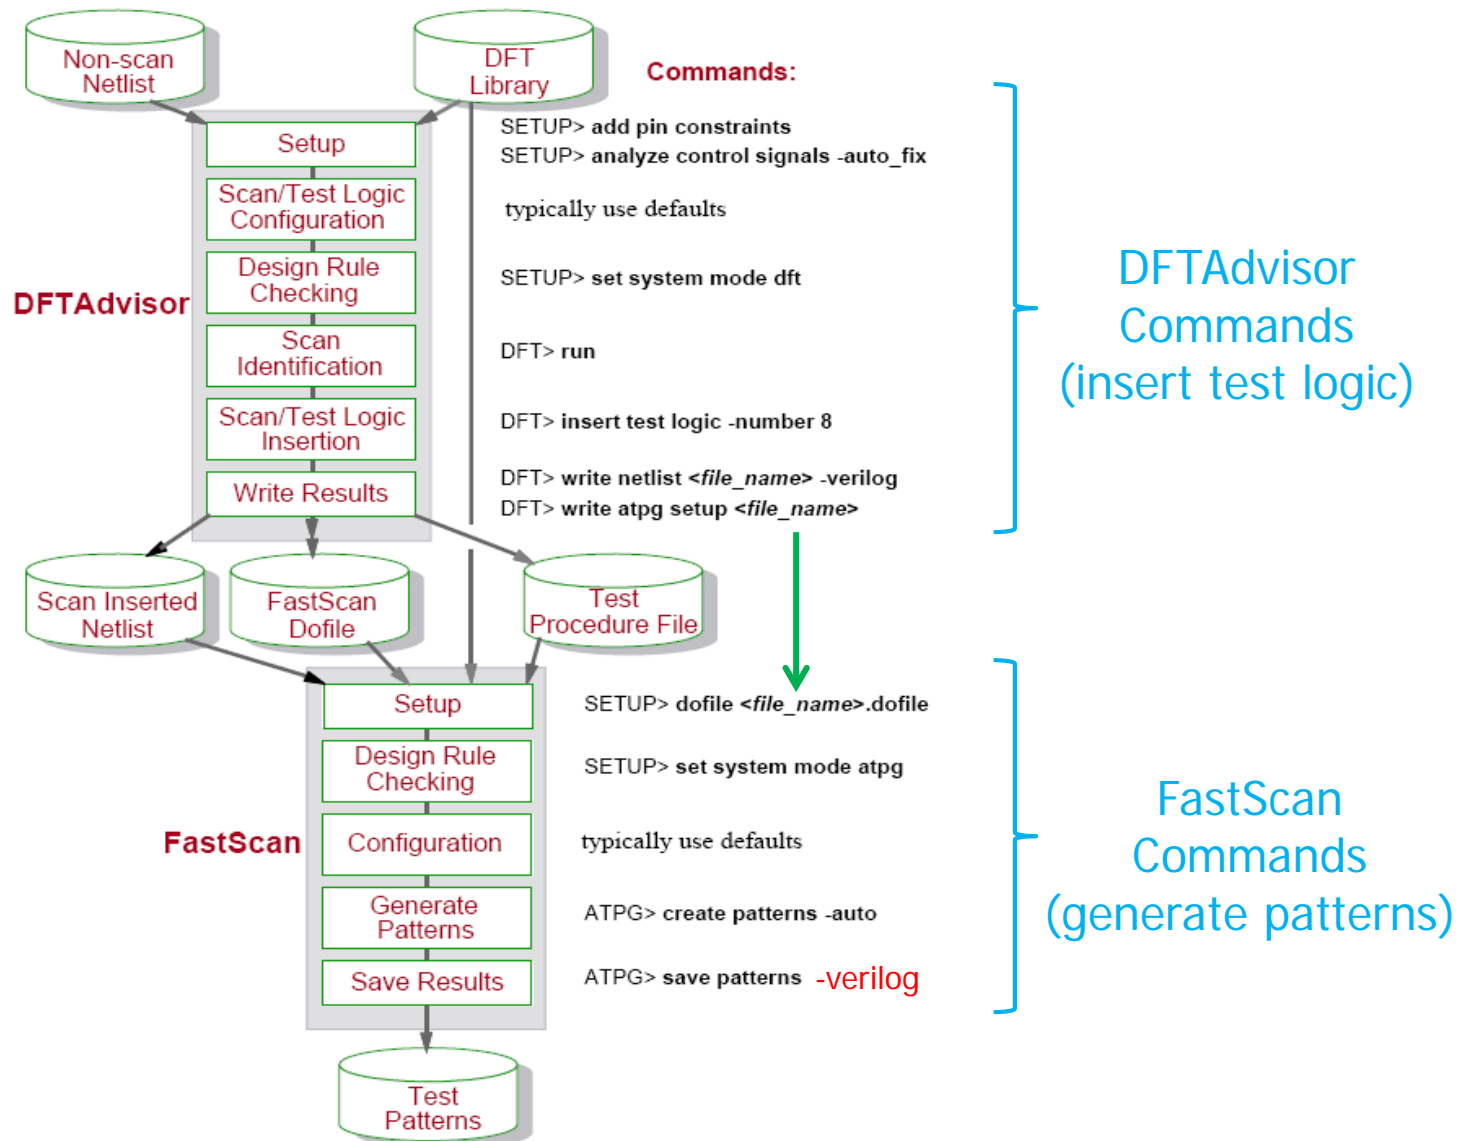 Non-scan
Netlist
DFT
Library
Commands:
Setup
SETUP> add pin constraints
SETUP> analyze control signals -auto_fix
Scan/Test Logic
Configuration
typically use defaults
Design Rule
Checking
SETUP> set system mode dft
DFTAdvisor
Scan
Identification
DFT> run
Scan/Test Logic
Insertion
DFT> insert test logic -number 8
Write Results
DFT> write netlist <file_name> -verilog
DFT> write atpg setup <file_name>
DFTAdvisor
Commands
(insert test logic)
Scan Inserted
Netlist
FastScan
Dofile
Test
Procedure File
Setup
SETUP> dofile <file_name>.dofile
Design Rule
Checking
SETUP> set system mode atpg
FastScan
Configuration
typically use defaults
Generate
Patterns
ATPG> create patterns -auto
Save Results
ATPG> save patterns -verilog
FastScan
Commands
(generate patterns)
Test
Patterns